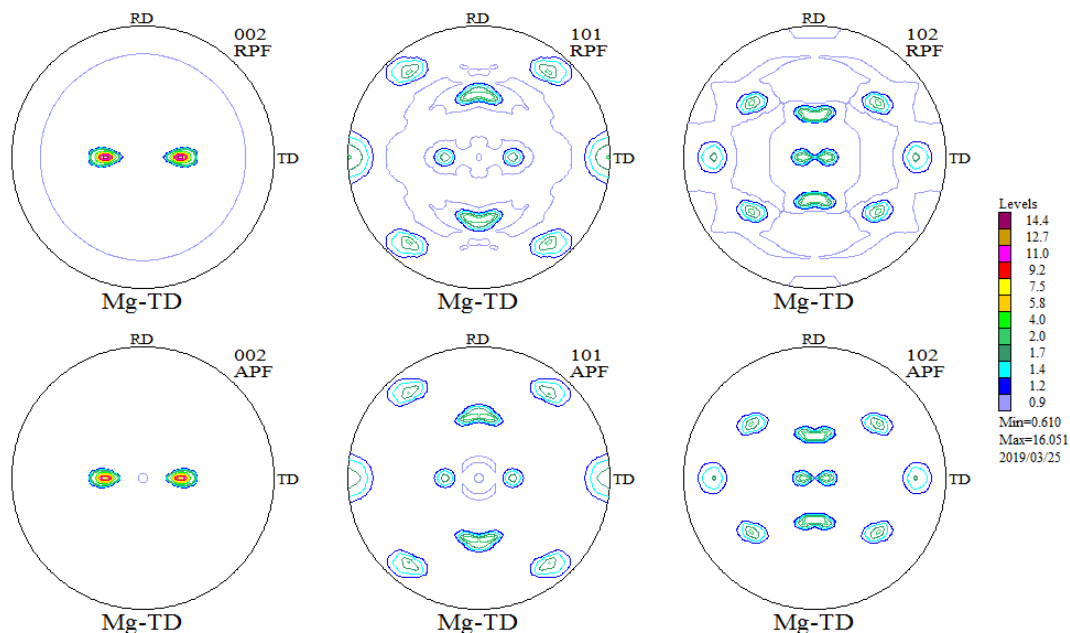 RD
002
RPF
TD
Mg-TD
RD
101
RPF
TD
Mg-TD
RD
102
RPF
TD
Mg-TD
RD
002
APF
TD
Mg-TD
RD
101
APF
TD
Mg-TD
RD
102
APF
TD
Mg-TD
Levels
14.4
12.7
11.0
9.2
7.5
5.8
4.0
2.0
1.7
1.4
1.2
0.9
Min=0.610
Max=16.051
2019/03/25